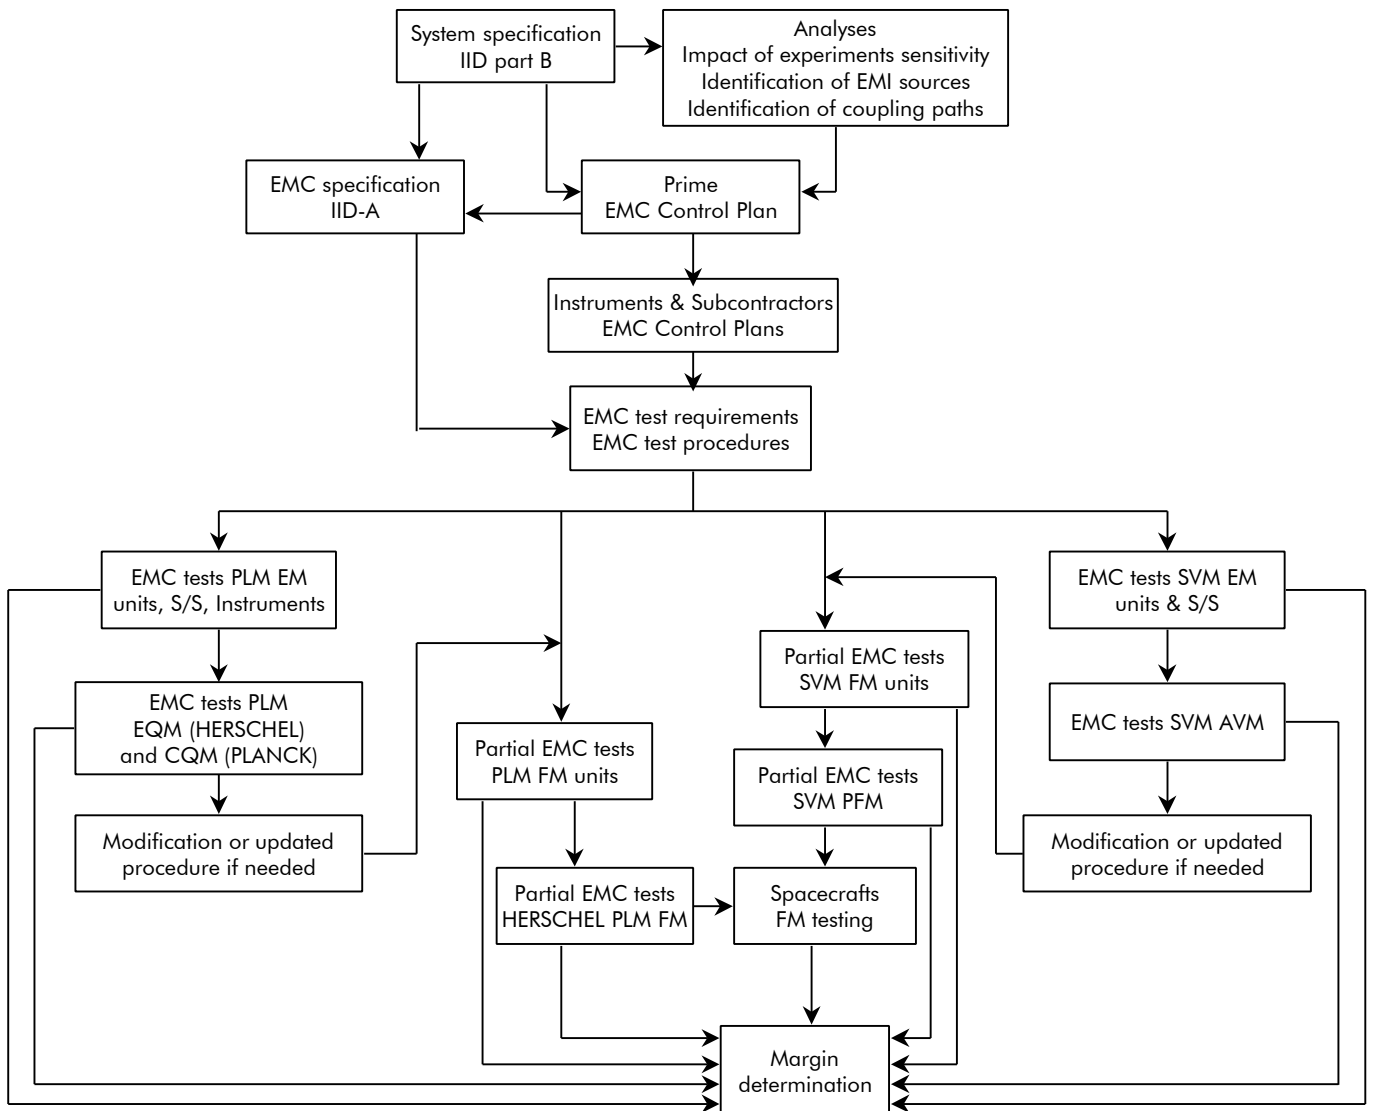 System specification
IID part B
Analyses
Impact of experiments sensitivity
Identification of EMI sources
Identification of coupling paths
EMC specification
IID-A
Prime
EMC Control Plan
Instruments & Subcontractors
EMC Control Plans
EMC test requirements
EMC test procedures
EMC tests PLM EM
units, S/S, Instruments
EMC tests SVM EM
units & S/S
Partial EMC tests
SVM FM units
EMC tests PLM
EQM (HERSCHEL)
and CQM (PLANCK)
EMC tests SVM AVM
Partial EMC tests
PLM FM units
Partial EMC tests
SVM PFM
Modification or updated
procedure if needed
Modification or updated
procedure if needed
Partial EMC tests
HERSCHEL PLM FM
Spacecrafts
FM testing
Margin
determination